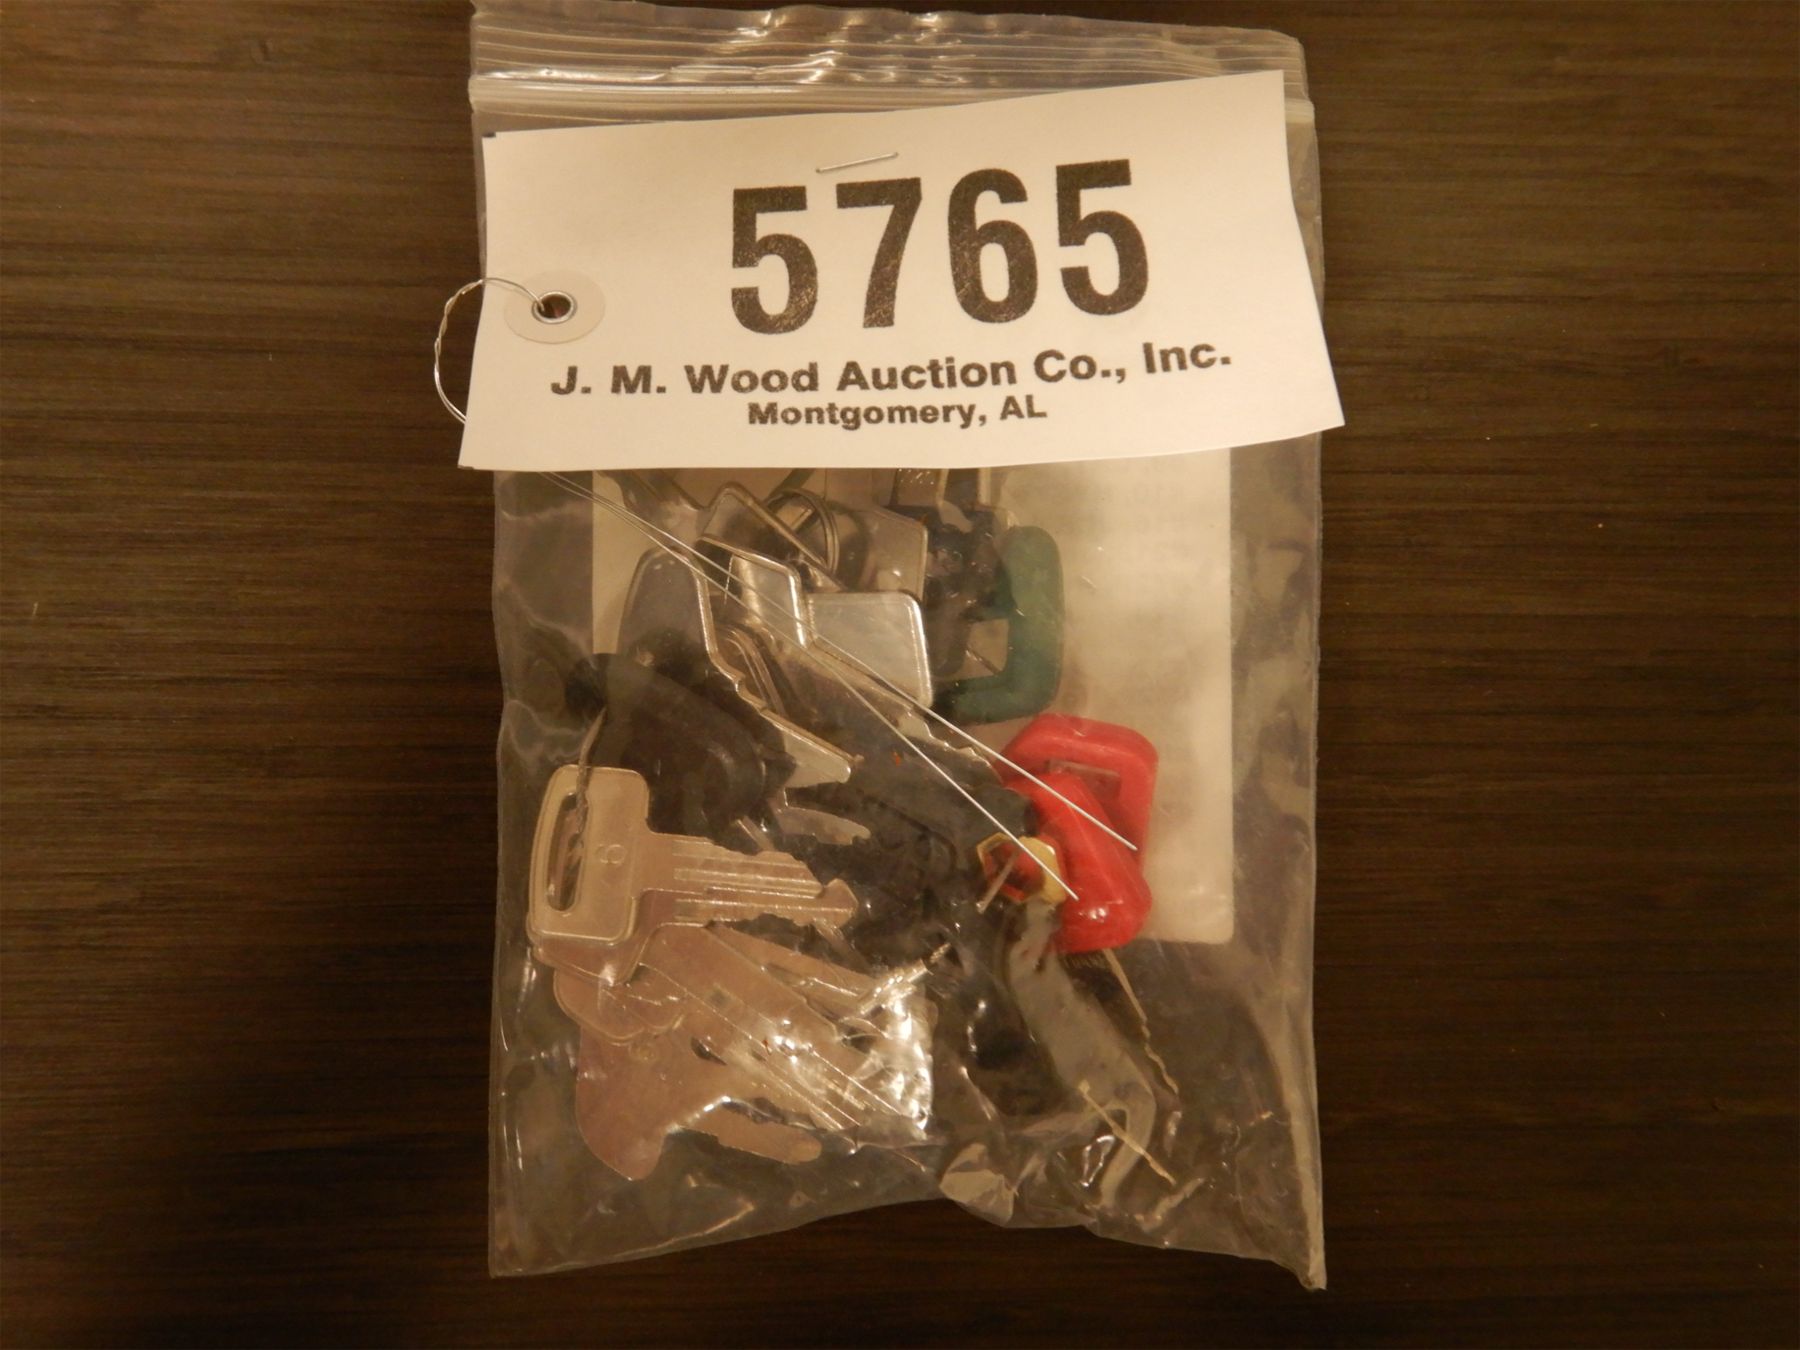 5765
J. M. Wood Auction Co., Inc.
Montgomery, AL